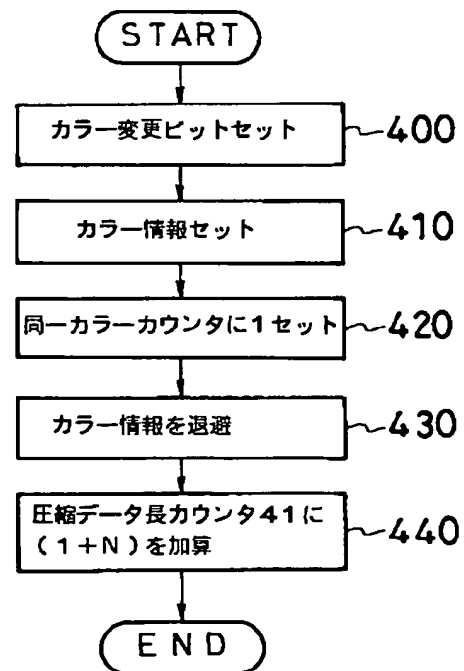 START
カラー変更ビットセット
400
カラー情報セット
410
同一カラーカウンタに1セット
420
カラー情報を退避
430
圧縮データ長カウンタ41に
(1+N)を加算
440
END